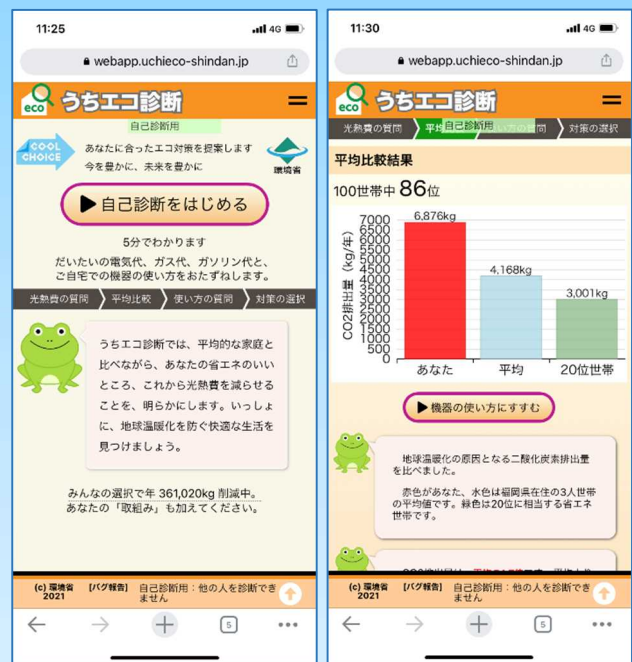 11:25
4G
webapp.uchieco-shindan.jp
eco うちエコ診断
自己診断用
COOL CHOICE
あなたに合ったエコ対策を提案します
今を豊かに、未来を豊かに
環境省
▶自己診断をはじめる
5分でわかります
だいたいの電気代、ガス代、ガソリン代と、
ご自宅での機器の使い方をおたずねします。
光熱費の質問 平均比較 使い方の質問 対策の選択
うちエコ診断では、平均的な家庭と
比べながら、あなたの省エネのいい
ところ、これから光熱費を減らせる
ことを、明らかにします。いっしょ
に、地球温暖化を防ぐ快適な生活を
見つけましょう。
みんなの選択で年 361,020kg 削減中。
あなたの「取組み」も加えてください。
(c) 環境省 2021
[バグ報告]
自己診断用：他の人を診断でき
ません
5
11:30
4G
webapp.uchieco-shindan.jp
eco うちエコ診断
自己診断用
光熱費の質問 対策の選択
平均比較結果
100世帯中 86位
CO2排出量（kg/年）
7000
6500
6000
5500
5000
4500
4000
3500
3000
2500
2000
1500
1000
500
0
6,876kg
4,168kg
3,001kg
あなた 平均 20位世帯
▶機器の使い方にすすむ
地球温暖化の原因となる二酸化炭素排出量
を比べました。
赤色があなた、水色は福岡県在住の3人世帯
の平均値です。緑色は20位に相当する省エネ
世帯です。
(c) 環境省 2021
[バグ報告]
自己診断用：他の人を診断でき
ません
5